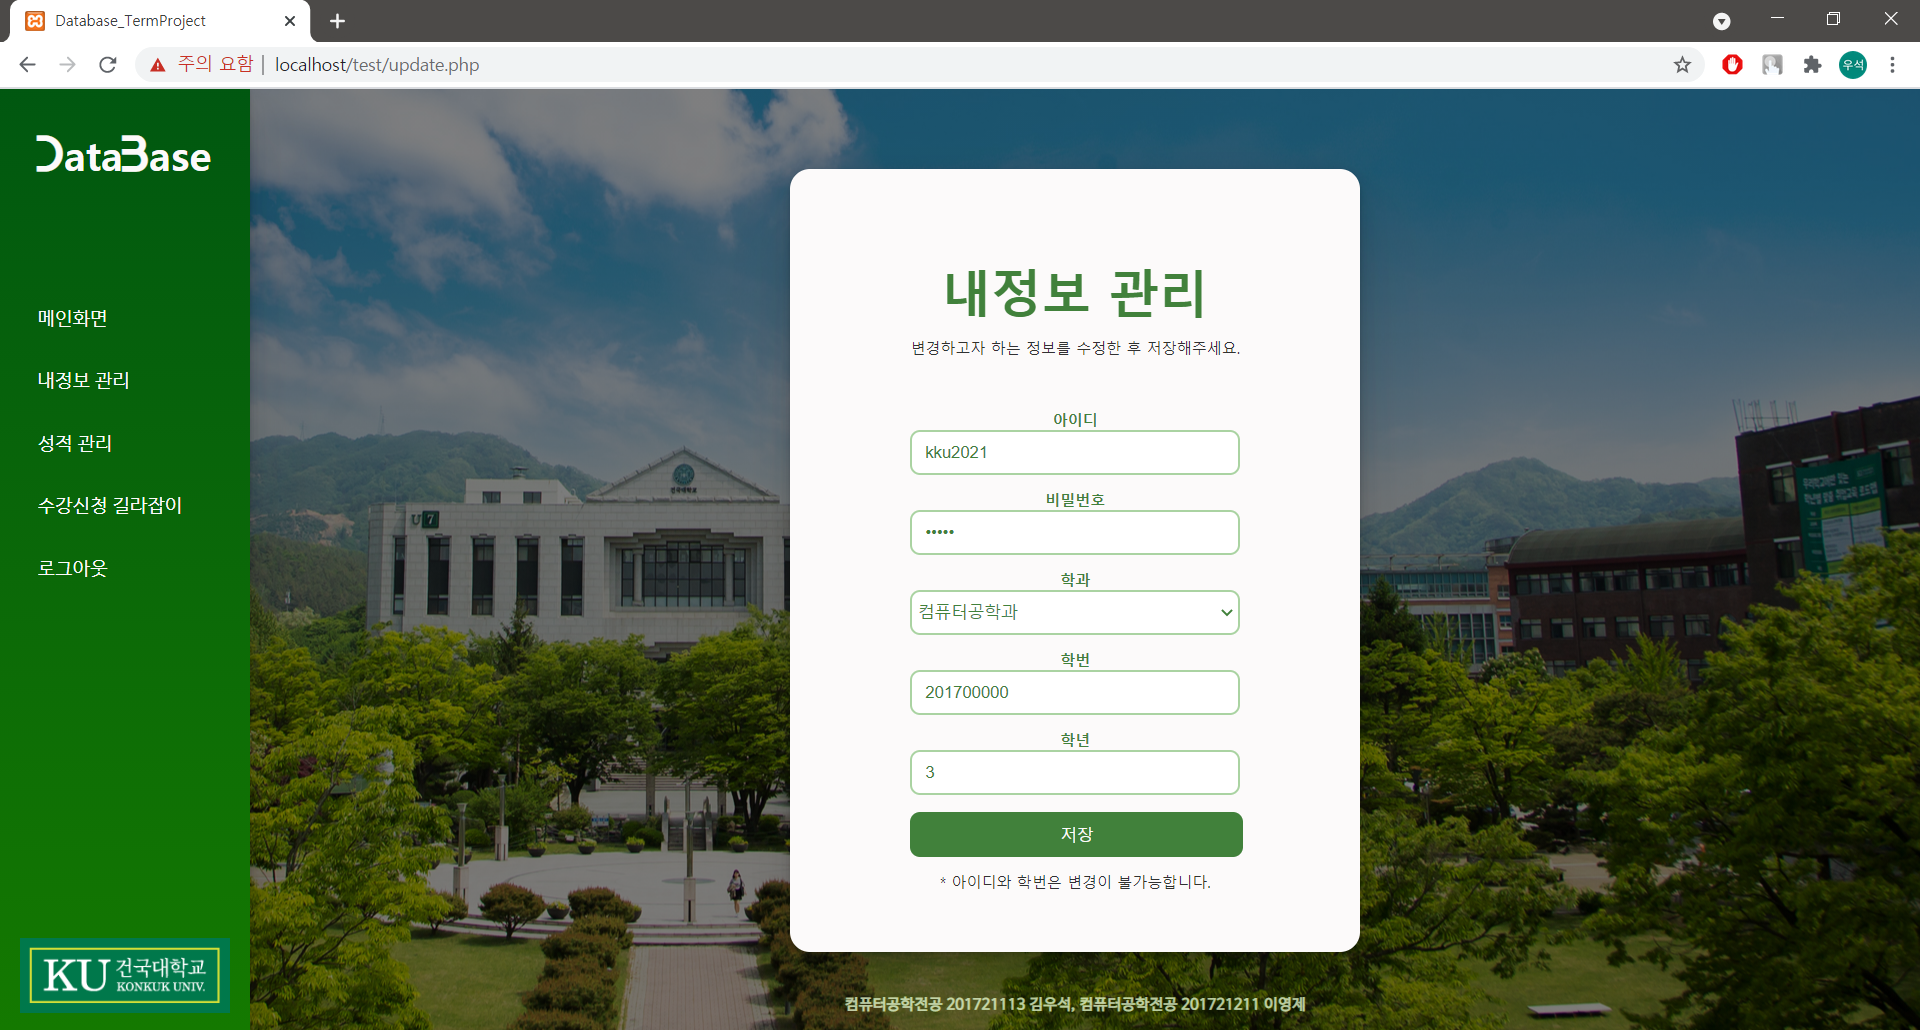 Database_TermProject
주의 요함 | localhost/test/update.php
우석
DataBase
메인화면
내정보 관리
성적 관리
수강신청 길라잡이
로그아웃
KU 건국대학교
KONKUK UNIV.
건국대학교
U 7
내정보 관리
변경하고자 하는 정보를 수정한 후 저장해주세요.
아이디
kku2021
비밀번호
•••••
학과
컴퓨터공학과
학번
201700000
학년
3
저장
* 아이디와 학번은 변경이 불가능합니다.
컴퓨터공학전공 201721113 김우석, 컴퓨터공학전공 201721211 이영제